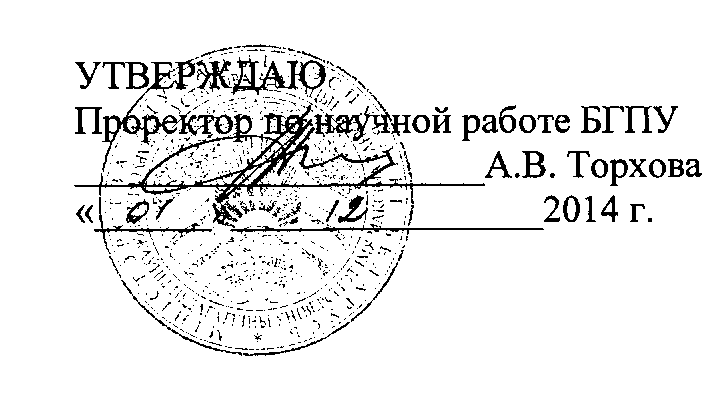 УТВЕРЖДАЮ
Проректор по научной работе БГПУ
А.В. Торхова
« 01 » 12 2014 г.